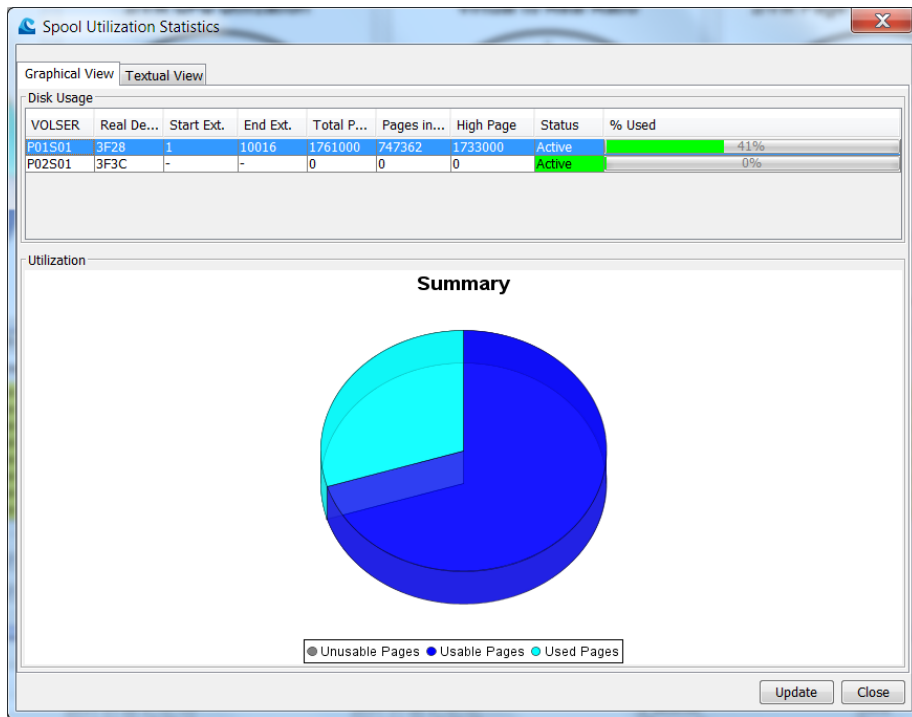 Spool Utilization Statistics
Graphical View Textual View
Disk Usage
VOLSER Real De... Start Ext. End Ext. Total P... Pages in... High Page Status % Used
P01S01 3F28 1 10016 1761000 747362 1733000 Active 41%
P02S01 3F3C - - 0 0 0 Active 0%
Utilization
Summary
Unusable Pages Usable Pages Used Pages
Update Close